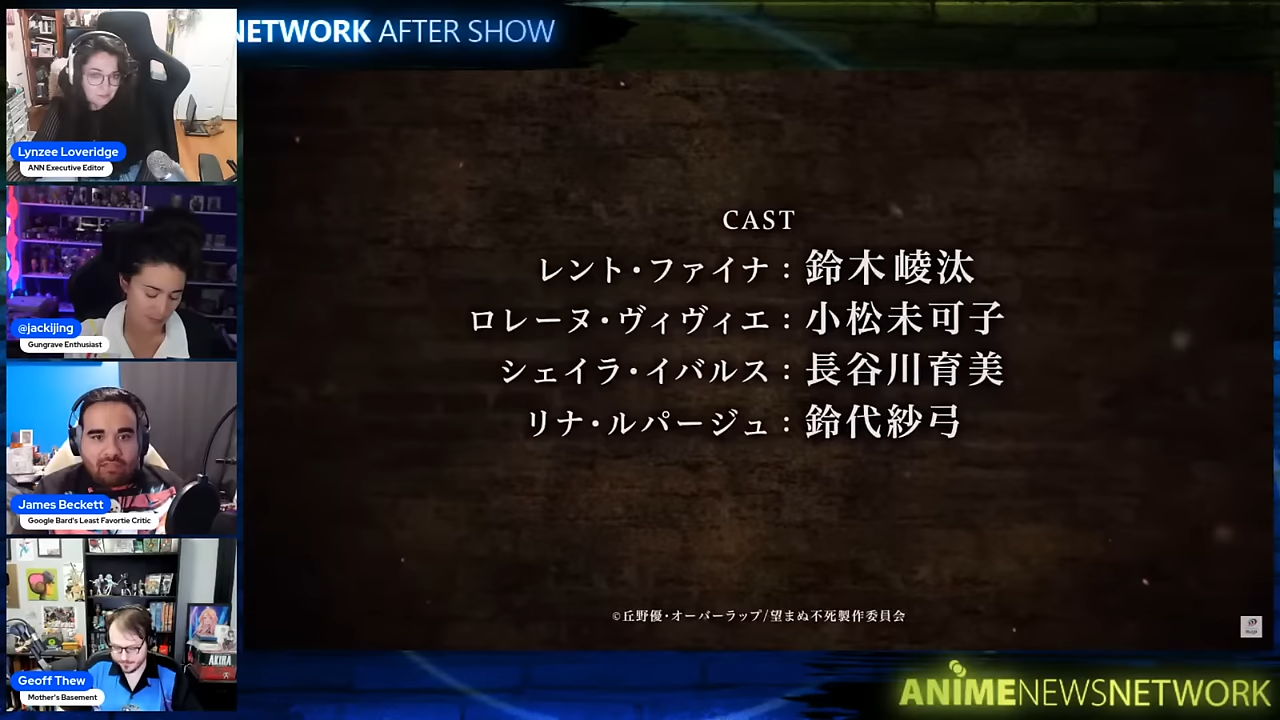 NETWORK AFTER SHOW
Lynzee Loveridge
ANN Executive Editor
@jackijing
Gungrave Enthusiast
James Beckett
Google Bard's Least Favortie Critic
Geoff Thew
Mother's Basement
AKIRA
CAST
レント・ファイナ：鈴木崚汰
ロレーヌ・ヴィヴィエ：小松未可子
シェイラ・イバルス：長谷川育美
リナ・ルパージュ：鈴代紗弓
©丘野優・オーバーラップ/望まぬ不死製作委員会
ANIMENEWSNETWORK